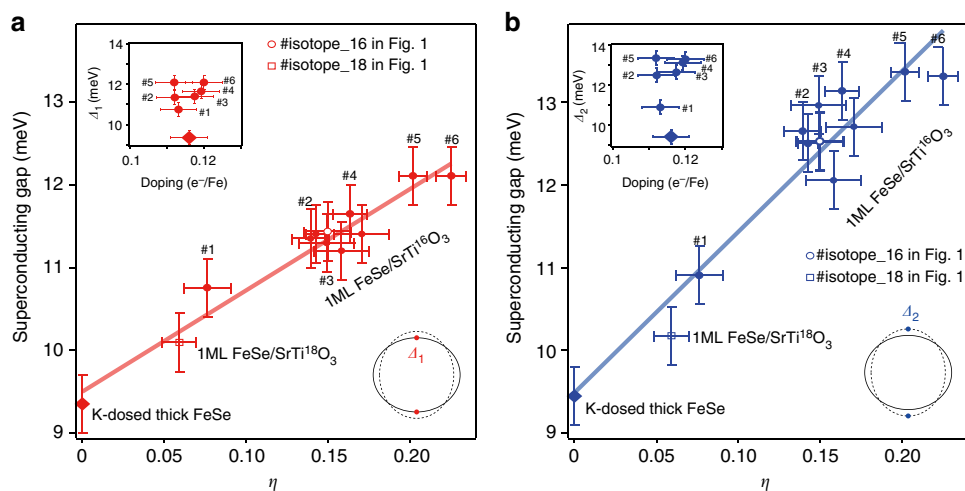 a
Superconducting gap (meV)
13
12
11
10
9
0
0.05
0.10
0.15
0.20
η
Δ1 (meV)
14
12
10
0.1
0.12
Doping (e⁻/Fe)
#5
#6
#2
#4
#3
#1
#isotope_16 in Fig. 1
#isotope_18 in Fig. 1
#5
#6
#4
#2
#1
#3
1ML FeSe/SrTi¹⁶O₃
1ML FeSe/SrTi¹⁸O₃
K-dosed thick FeSe
Δ₁
b
Superconducting gap (meV)
13
12
11
10
9
0
0.05
0.10
0.15
0.20
η
Δ2 (meV)
14
12
10
0.1
0.12
Doping (e⁻/Fe)
#5
#6
#4
#2
#3
#1
#5
#6
#4
#3
#2
#1
1ML FeSe/SrTi¹⁶O₃
#isotope_16 in Fig. 1
#isotope_18 in Fig. 1
1ML FeSe/SrTi¹⁸O₃
K-dosed thick FeSe
Δ₂